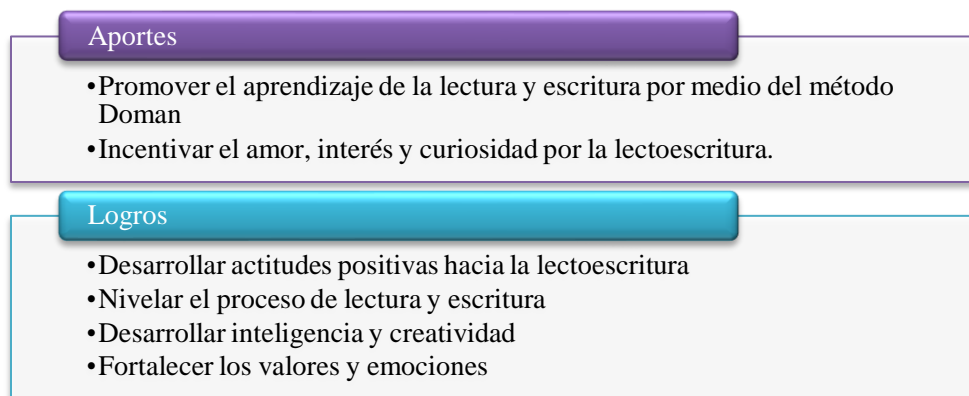 Aportes
•Promover el aprendizaje de la lectura y escritura por medio del método
Doman
•Incentivar el amor, interés y curiosidad por la lectoescritura.
Logros
•Desarrollar actitudes positivas hacia la lectoescritura
•Nivelar el proceso de lectura y escritura
•Desarrollar inteligencia y creatividad
•Fortalecer los valores y emociones